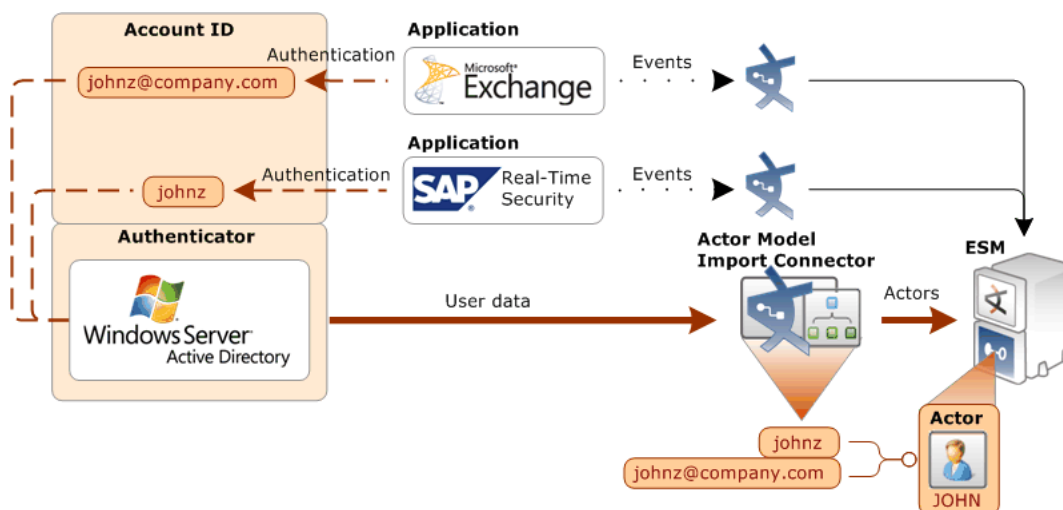 Account ID
johnz@company.com
Authentication
Application
Microsoft®
Exchange
Events
Application
SAP®
Real-Time
Security
Authentication
Events
johnz
Authenticator
Windows Server®
Active Directory
User data
Actor Model
Import Connector
Actors
ESM
johnz
johnz@company.com
Actor
JOHN